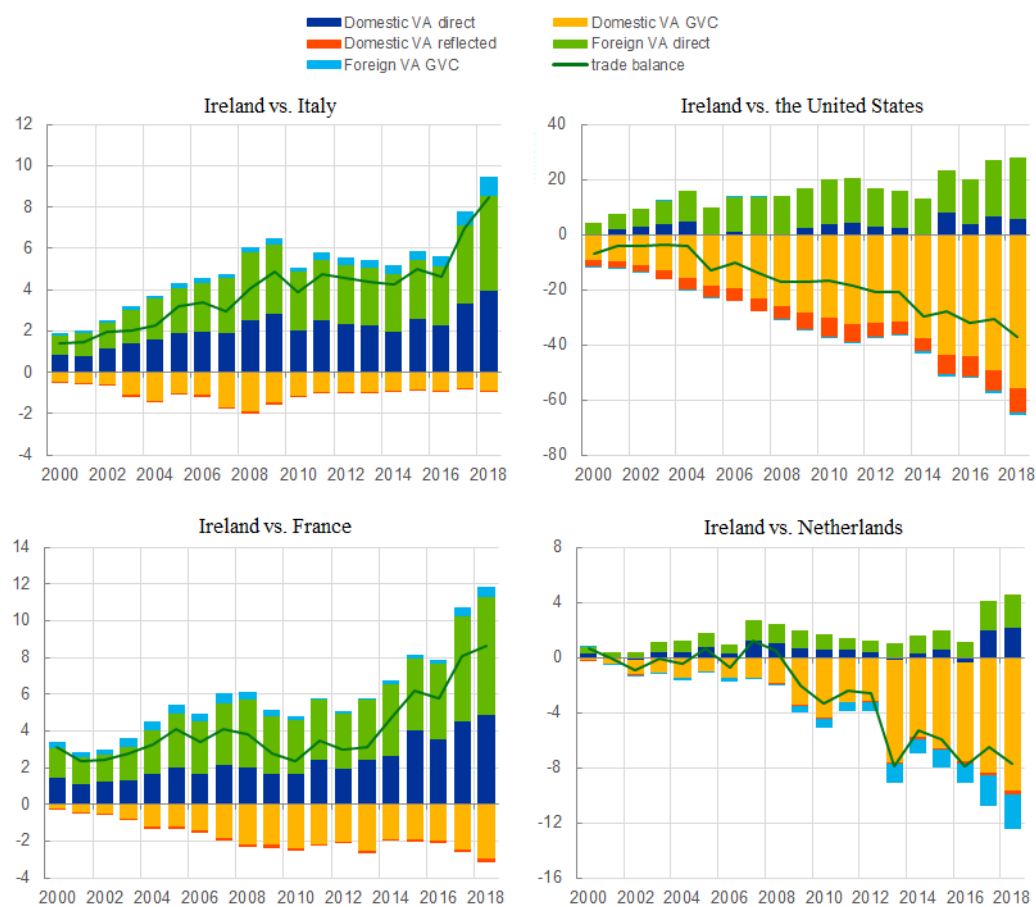 Domestic VA direct
Domestic VA GVC
Domestic VA reflected
Foreign VA direct
Foreign VA GVC
trade balance
Ireland vs. Italy
12
10
8
6
4
2
0
-2
-4
2000 2002 2004 2006 2008 2010 2012 2014 2016 2018
Ireland vs. the United States
40
20
0
-20
-40
-60
-80
2000 2002 2004 2006 2008 2010 2012 2014 2016 2018
Ireland vs. France
14
12
10
8
6
4
2
0
-2
-4
2000 2002 2004 2006 2008 2010 2012 2014 2016 2018
Ireland vs. Netherlands
8
4
0
-4
-8
-12
-16
2000 2002 2004 2006 2008 2010 2012 2014 2016 2018